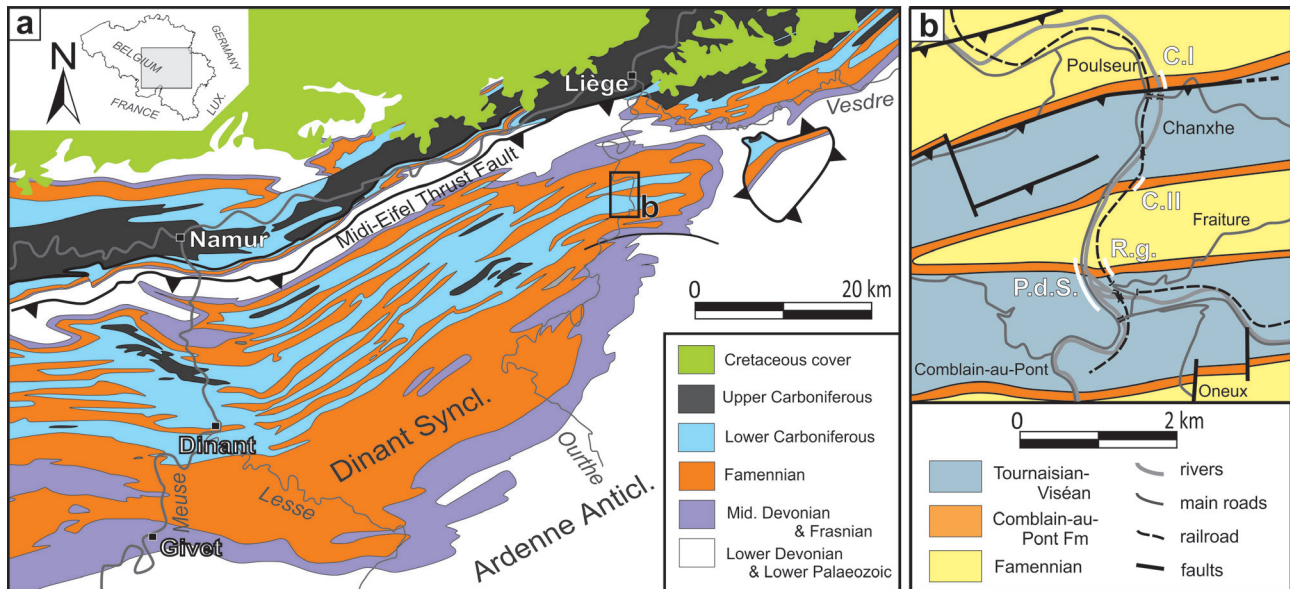 a
BELGIUM
GERMANY
LUX.
FRANCE
N
Liège
Vesdre
Midi-Eifel Thrust Fault
b
Namur
0 20 km
Dinant
Dinant Syncl.
Ourthe
Meuse
Lesse
Ardenne Anticl.
Givet
Cretaceous cover
Upper Carboniferous
Lower Carboniferous
Famennian
Mid. Devonian
& Frasnian
Lower Devonian
& Lower Palaeozoic
b
C.I
Poulseur
Chanxhe
C.II
Fraiture
R.g.
P.d.S.
Comblain-au-Pont
Oneux
0 2 km
Tournaisian-
Viséan
Comblain-au-
Pont Fm
Famennian
rivers
main roads
railroad
faults